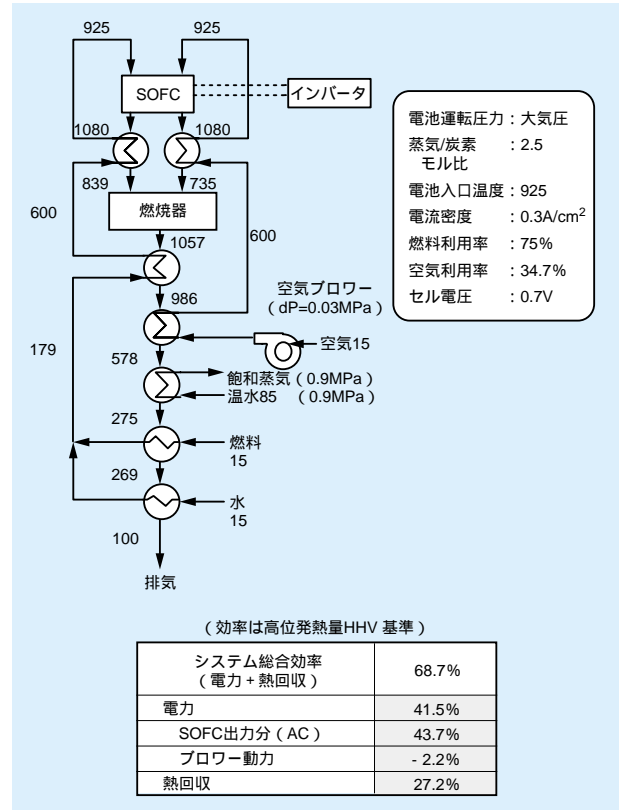 925
925
SOFC
インバータ
1080
1080
839
735
600
燃焼器
600
1057
986
空気ブロワー
(dP=0.03MPa)
空気15
179
578
飽和蒸気(0.9MPa)
温水85 (0.9MPa)
275
燃料
15
269
水
15
100
排気
電池運転圧力:大気圧
蒸気/炭素 :2.5
モル比
電池入口温度:925
電流密度 :0.3A/cm²
燃料利用率 :75%
空気利用率 :34.7%
セル電圧 :0.7V
(効率は高位発熱量HHV 基準)
システム総合効率
(電力+熱回収)
68.7%
電力 41.5%
SOFC出力分(AC) 43.7%
ブロワー動力 - 2.2%
熱回収 27.2%